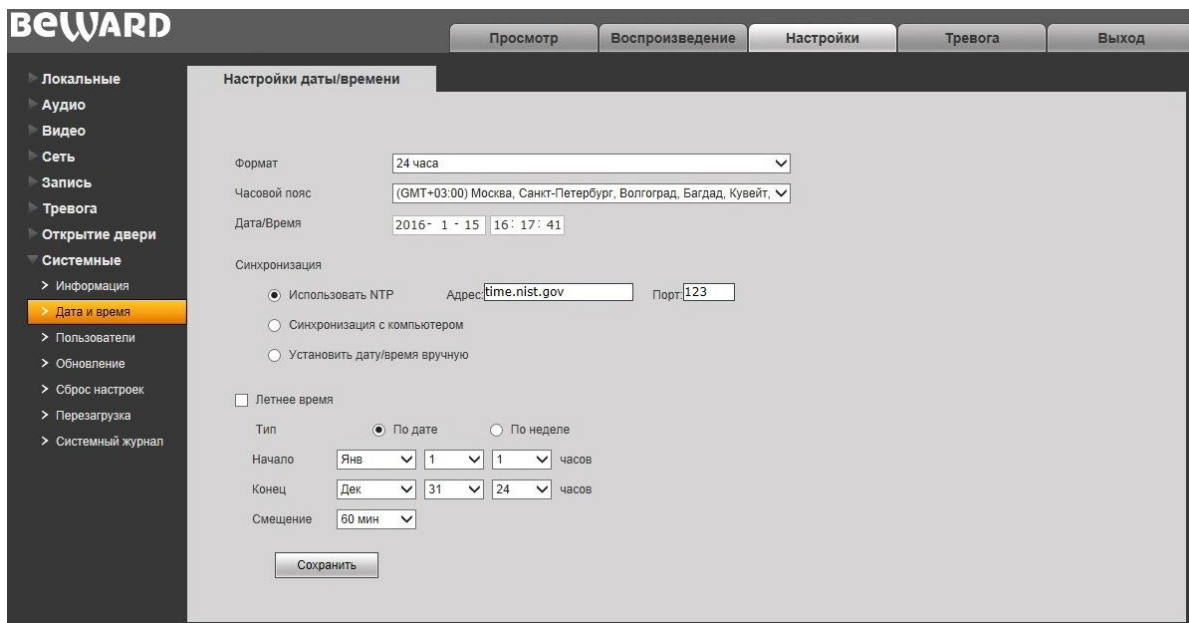 BEWARD
Просмотр Воспроизведение Настройки Тревога Выход
Локальные
Аудио
Видео
Сеть
Запись
Тревога
Открытие двери
Системные
> Информация
> Дата и время
> Пользователи
> Обновление
> Сброс настроек
> Перезагрузка
> Системный журнал
Настройки даты/времени
Формат 24 часа
Часовой пояс (GMT+03:00) Москва, Санкт-Петербург, Волгоград, Багдад, Кувейт,
Дата/Время 2016- 1 - 15 16: 17: 41
Синхронизация
Использовать NTP Адрес: time.nist.gov Порт: 123
Синхронизация с компьютером
Установить дату/время вручную
Летнее время
Тип По дате По неделе
Начало Янв 1 1 часов
Конец Дек 31 24 часов
Смещение 60 мин
Сохранить